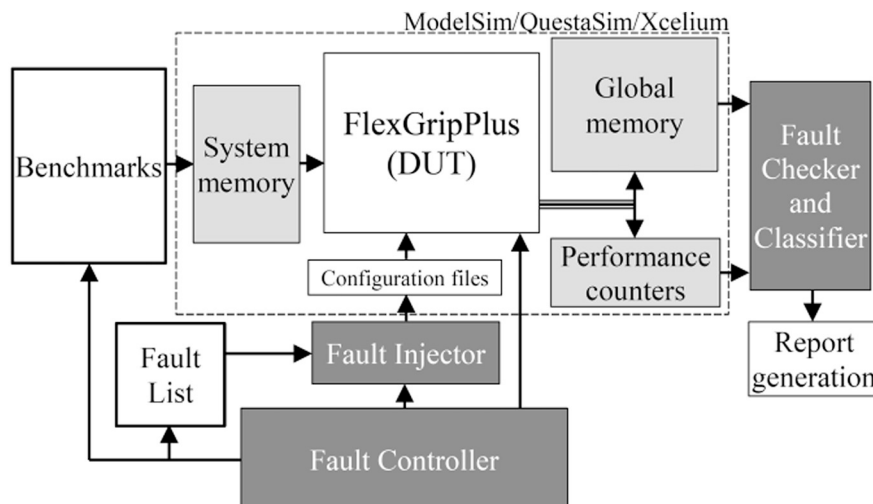 ModelSim/QuestaSim/Xcelium
Benchmarks
System
memory
FlexGripPlus
(DUT)
Global
memory
Fault
Checker
and
Classifier
Configuration files
Performance
counters
Fault
List
Fault Injector
Report
generation
Fault Controller